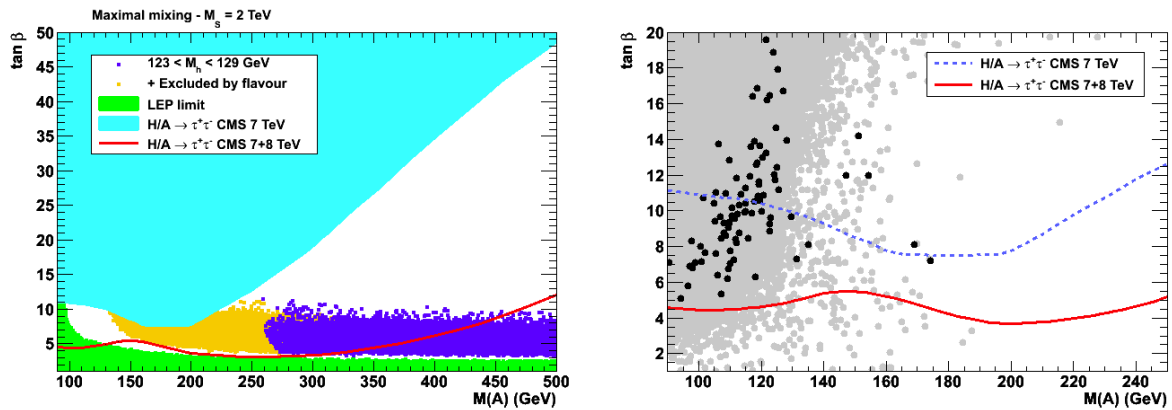 Maximal mixing - M_S = 2 TeV
tan β
50
45
40
35
30
25
20
15
10
5
123 < M_h < 129 GeV
+ Excluded by flavour
LEP limit
H/A → τ⁺τ⁻ CMS 7 TeV
H/A → τ⁺τ⁻ CMS 7+8 TeV
100 150 200 250 300 350 400 450 500
M(A) (GeV)
tan β
20
18
16
14
12
10
8
6
4
2
H/A → τ⁺τ⁻ CMS 7 TeV
H/A → τ⁺τ⁻ CMS 7+8 TeV
100 120 140 160 180 200 220 240
M(A) (GeV)